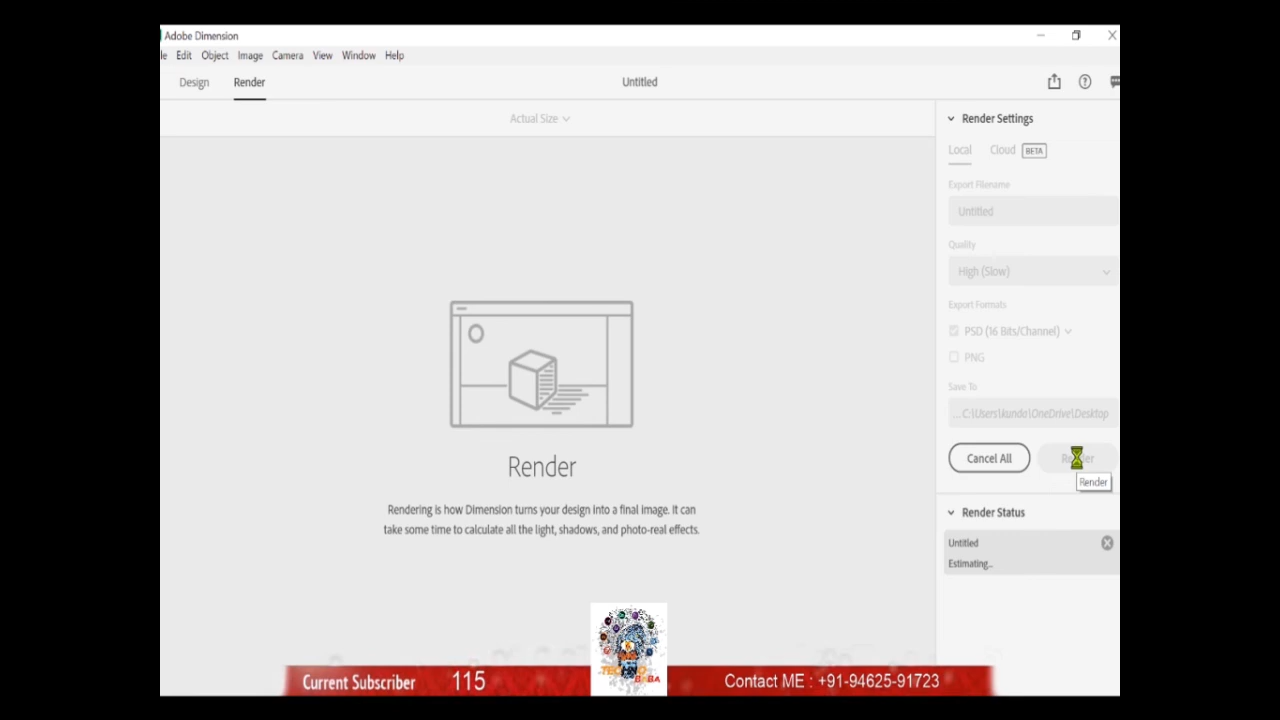 Adobe Dimension
le Edit Object Image Camera View Window Help
Design Render Untitled
Actual Size
Render Settings
Local Cloud BETA
Export Filename
Untitled
Quality
High (Slow)
Export Formats
PSD (16 Bits/Channel)
PNG
Save To
...C:\Users\kunda\OneDrive\Desktop
Cancel All
Render
Render Status
Untitled
Estimating...
Render
Rendering is how Dimension turns your design into a final image. It can
take some time to calculate all the light, shadows, and photo-real effects.
Current Subscriber 115
TECHNO
BABA
Contact ME : +91-94625-91723